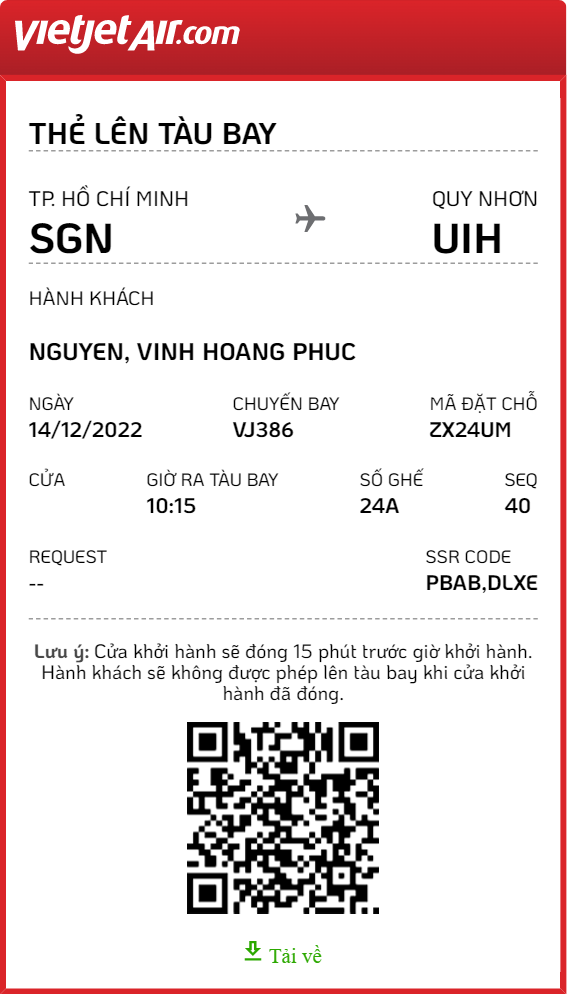 vietjetAir.com
THẺ LÊN TÀU BAY
TP. HỒ CHÍ MINH QUY NHƠN
SGN UIH
HÀNH KHÁCH
NGUYEN, VINH HOANG PHUC
NGÀY CHUYẾN BAY MÃ ĐẶT CHỖ
14/12/2022 VJ386 ZX24UM
CỬA GIỜ RA TÀU BAY SỐ GHẾ SEQ
10:15 24A 40
REQUEST SSR CODE
-- PBAB,DLXE
Lưu ý: Cửa khởi hành sẽ đóng 15 phút trước giờ khởi hành.
Hành khách sẽ không được phép lên tàu bay khi cửa khởi
hành đã đóng.
Tải về